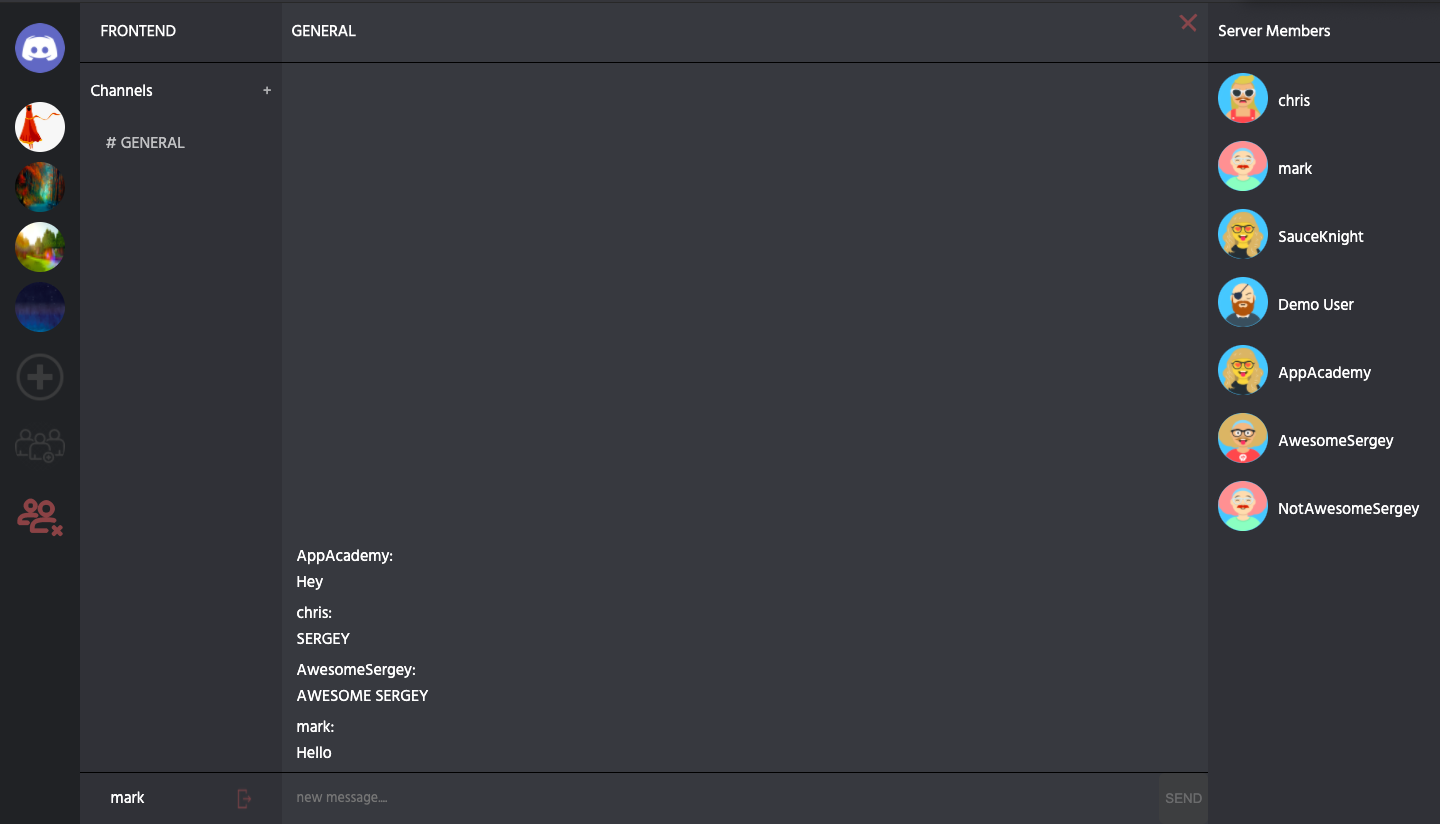 FRONTEND
GENERAL
Server Members
Channels +
# GENERAL
chris
mark
SauceKnight
Demo User
AppAcademy
AwesomeSergey
NotAwesomeSergey
AppAcademy:
Hey
chris:
SERGEY
AwesomeSergey:
AWESOME SERGEY
mark:
Hello
mark
new message....
SEND